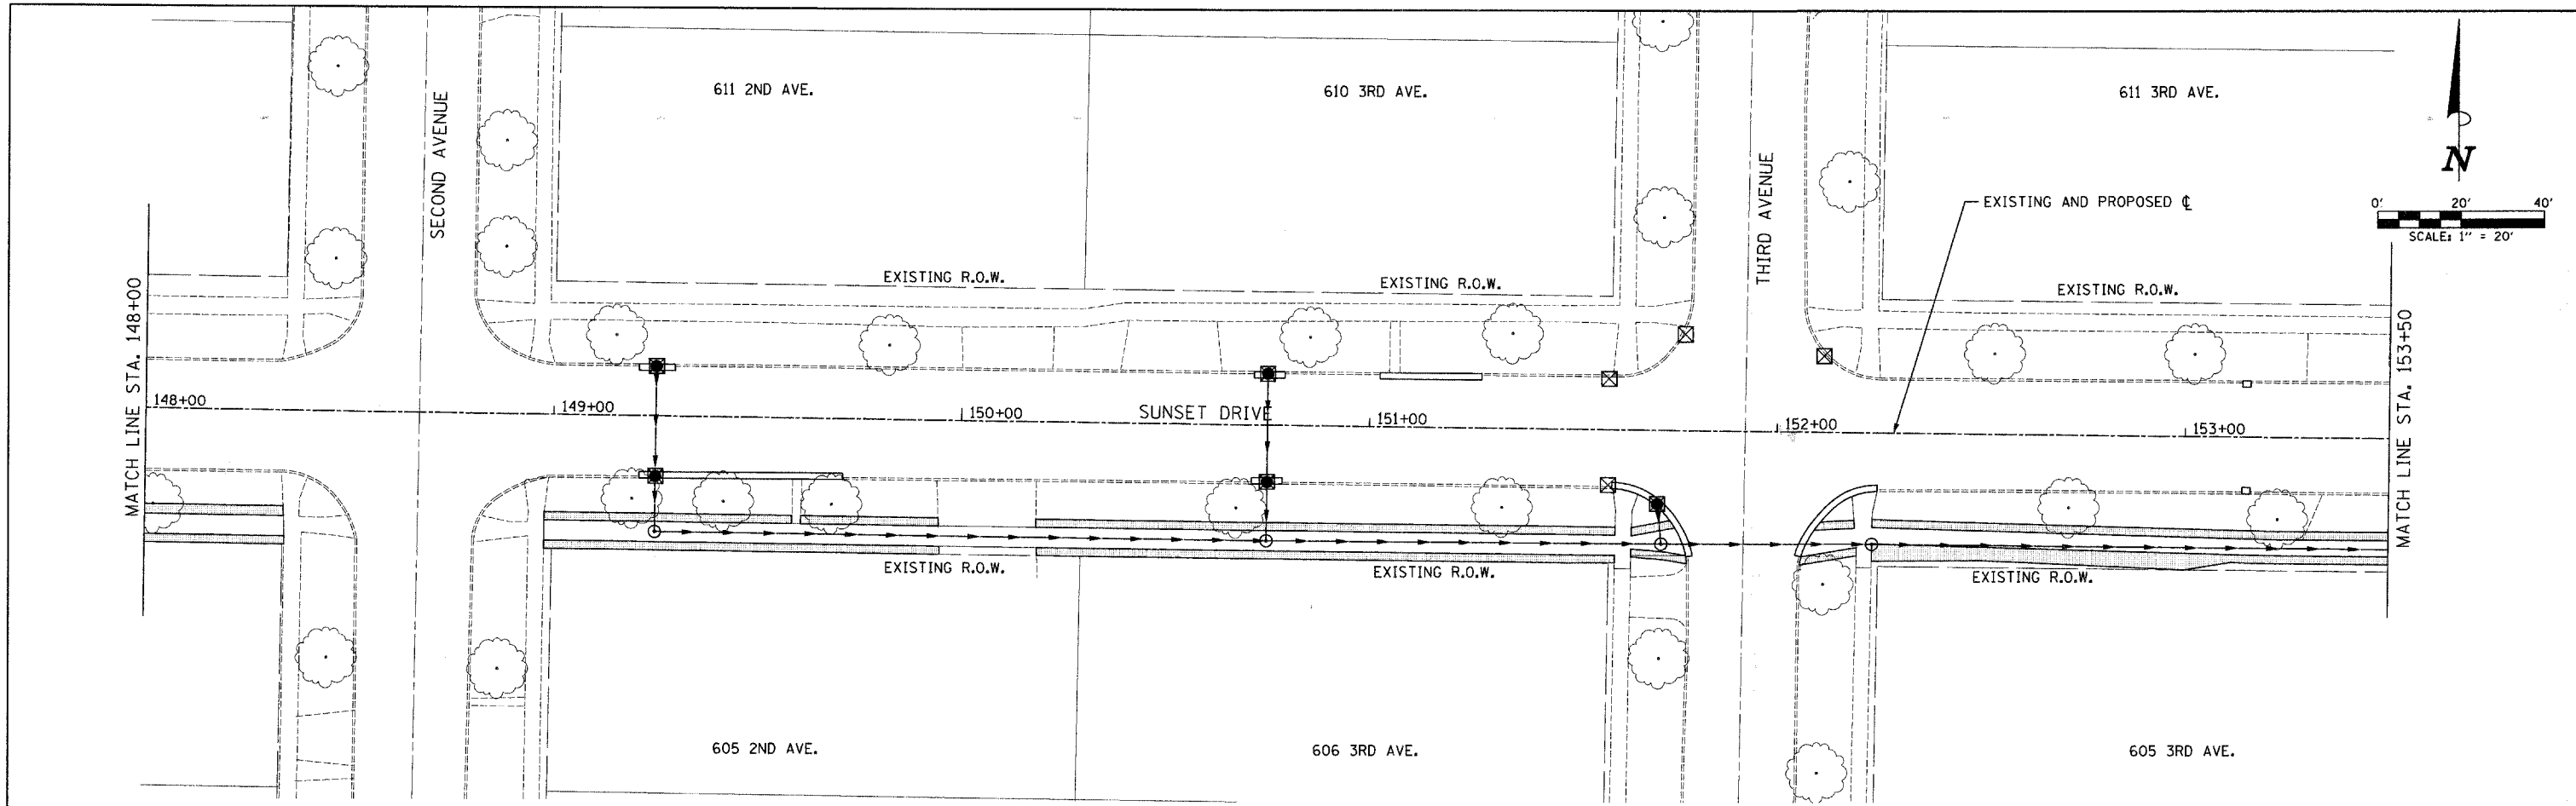 611 2ND AVE.
610 3RD AVE.
611 3RD AVE.
SECOND AVENUE
THIRD AVENUE
N
EXISTING AND PROPOSED ℄
0' 20' 40'
SCALE: 1" = 20'
EXISTING R.O.W.
EXISTING R.O.W.
EXISTING R.O.W.
MATCH LINE STA. 148+00
MATCH LINE STA. 153+50
148+00
149+00
150+00
SUNSET DRIVE
151+00
152+00
153+00
EXISTING R.O.W.
EXISTING R.O.W.
EXISTING R.O.W.
605 2ND AVE.
606 3RD AVE.
605 3RD AVE.